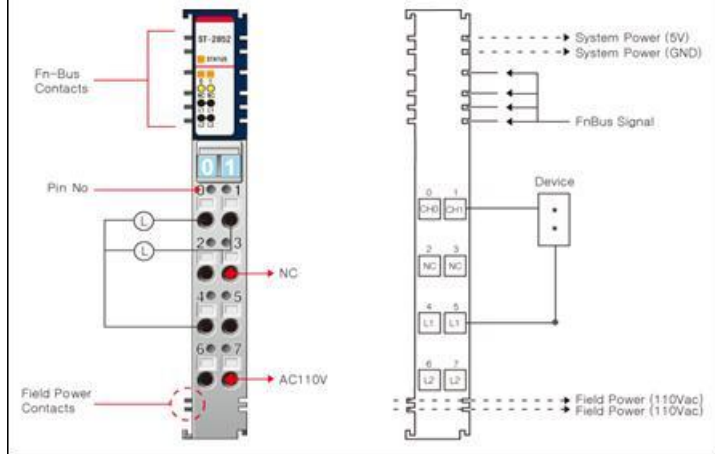 ST-2852
STATUS
Fn-Bus
Contacts
Pin No
0 1
0 1
L
L
2 3
NC
4 5
6 7
AC110V
Field Power
Contacts
System Power (5V)
System Power (GND)
FnBus Signal
Device
0 1
CH0 CH1
2 3
NC NC
4 5
L1 L1
6 7
L2 L2
Field Power (110Vac)
Field Power (110Vac)